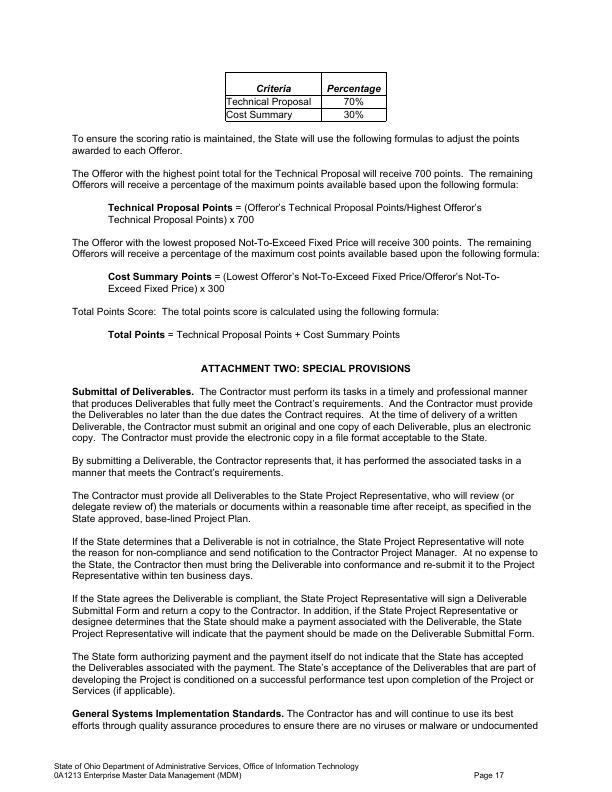 Criteria Percentage
Technical Proposal 70%
Cost Summary 30%
To ensure the scoring ratio is maintained, the State will use the following formulas to adjust the points
awarded to each Offeror.
The Offeror with the highest point total for the Technical Proposal will receive 700 points. The remaining
Offerors will receive a percentage of the maximum points available based upon the following formula:
Technical Proposal Points = (Offeror's Technical Proposal Points/Highest Offeror's
Technical Proposal Points) x 700
The Offeror with the lowest proposed Not-To-Exceed Fixed Price will receive 300 points. The remaining
Offerors will receive a percentage of the maximum cost points available based upon the following formula:
Cost Summary Points = (Lowest Offeror's Not-To-Exceed Fixed Price/Offeror's Not-To-
Exceed Fixed Price) x 300
Total Points Score: The total points score is calculated using the following formula:
Total Points = Technical Proposal Points + Cost Summary Points
ATTACHMENT TWO: SPECIAL PROVISIONS
Submittal of Deliverables. The Contractor must perform its tasks in a timely and professional manner
that produces Deliverables that fully meet the Contract's requirements. And the Contractor must provide
the Deliverables no later than the due dates the Contract requires. At the time of delivery of a written
Deliverable, the Contractor must submit an original and one copy of each Deliverable, plus an electronic
copy. The Contractor must provide the electronic copy in a file format acceptable to the State.
By submitting a Deliverable, the Contractor represents that, it has performed the associated tasks in a
manner that meets the Contract's requirements.
The Contractor must provide all Deliverables to the State Project Representative, who will review (or
delegate review of) the materials or documents within a reasonable time after receipt, as specified in the
State approved, base-lined Project Plan.
If the State determines that a Deliverable is not in cotrialnce, the State Project Representative will note
the reason for non-compliance and send notification to the Contractor Project Manager. At no expense to
the State, the Contractor then must bring the Deliverable into conformance and re-submit it to the Project
Representative within ten business days.
If the State agrees the Deliverable is compliant, the State Project Representative will sign a Deliverable
Submittal Form and return a copy to the Contractor. In addition, if the State Project Representative or
designee determines that the State should make a payment associated with the Deliverable, the State
Project Representative will indicate that the payment should be made on the Deliverable Submittal Form.
The State form authorizing payment and the payment itself do not indicate that the State has accepted
the Deliverables associated with the payment. The State's acceptance of the Deliverables that are part of
developing the Project is conditioned on a successful performance test upon completion of the Project or
Services (if applicable).
General Systems Implementation Standards. The Contractor has and will continue to use its best
efforts through quality assurance procedures to ensure there are no viruses or malware or undocumented
State of Ohio Department of Administrative Services, Office of Information Technology
0A1213 Enterprise Master Data Management (MDM) Page 17